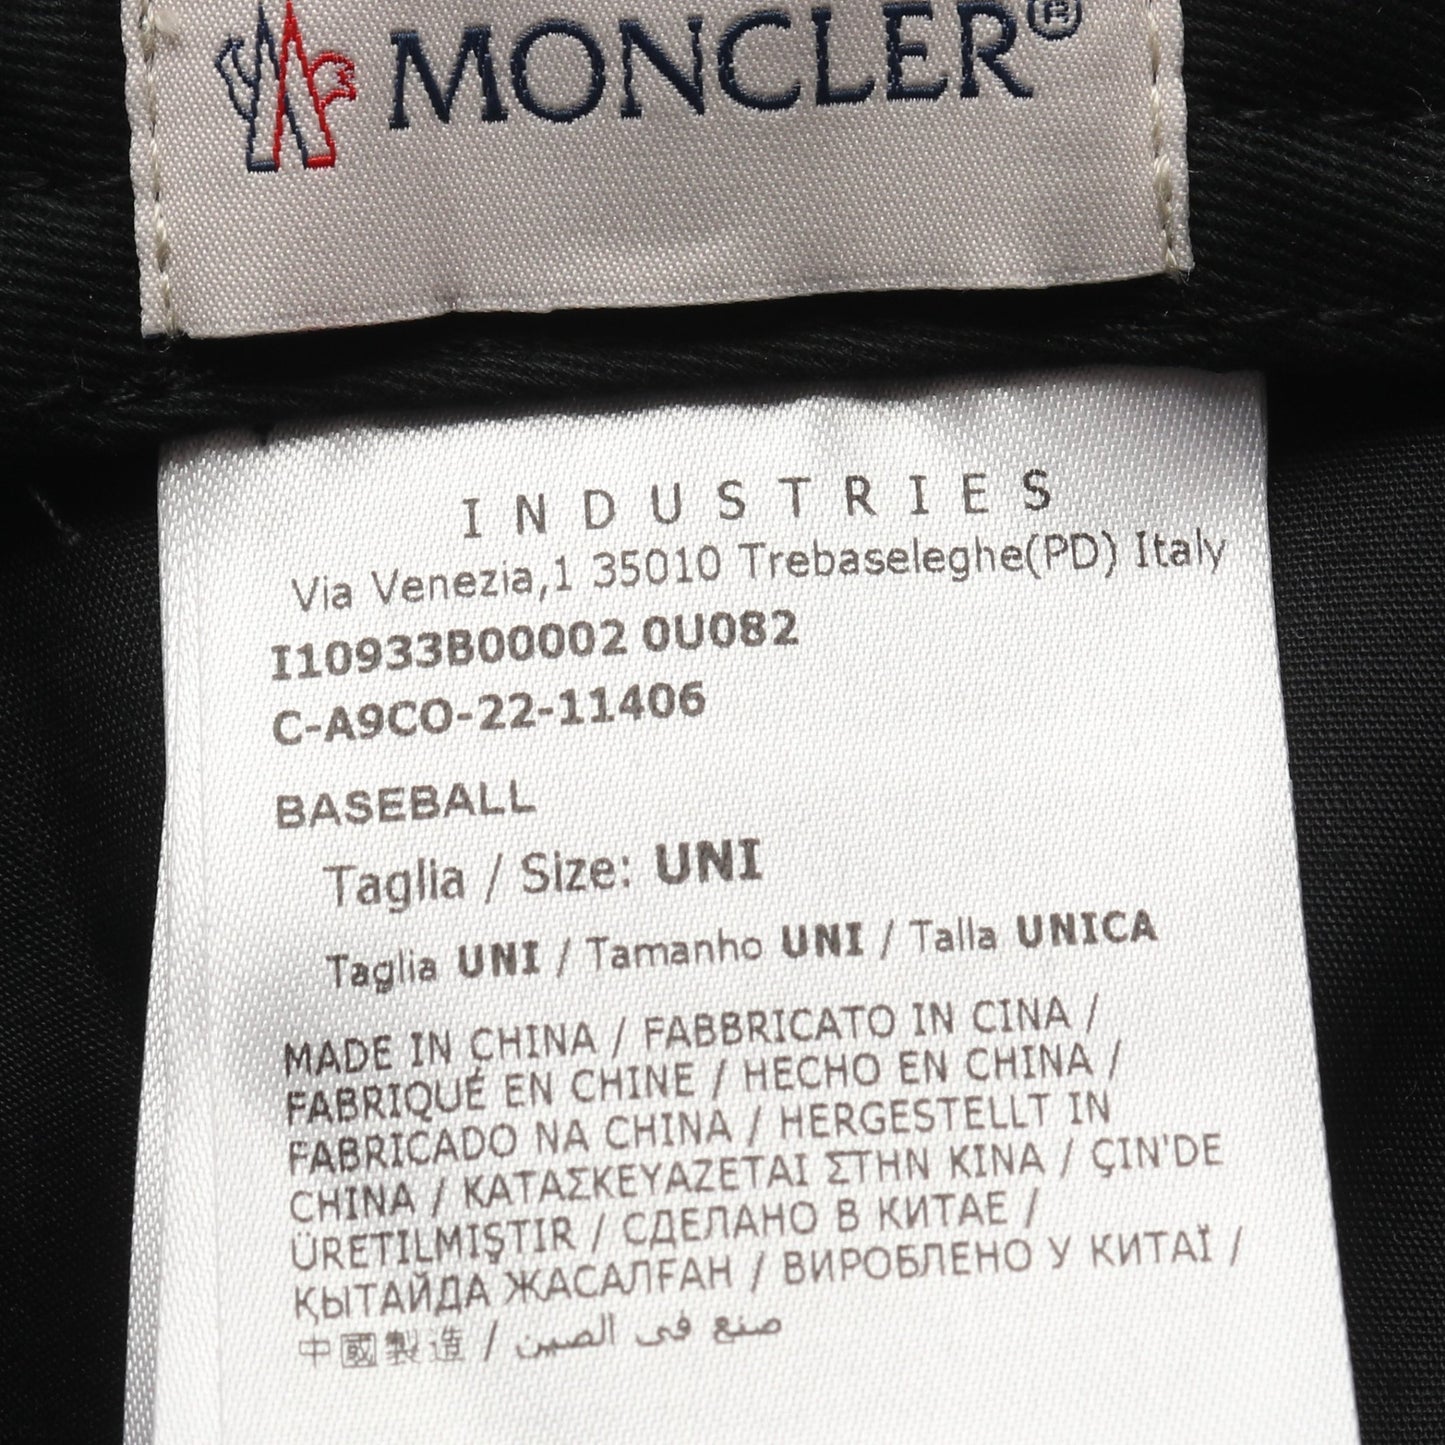 MONCLER®
INDUSTRIES
Via Venezia,1 35010 Trebaseleghe(PD) Italy
I10933B00002 0U082
C-A9CO-22-11406
BASEBALL
Taglia / Size: UNI
Taglia UNI / Tamanho UNI / Talla UNICA
MADE IN CHINA / FABBRICATO IN CINA /
FABRIQUÉ EN CHINE / HECHO EN CHINA /
FABRICADO NA CHINA / HERGESTELLT IN
CHINA / ΚΑΤΑΣΚΕΥΑΖΕΤΑΙ ΣΤΗΝ ΚΙΝΑ / ÇIN'DE
ÜRETILMIŞTIR / СДЕЛАНО В КИТАЕ /
ҚЫТАЙДА ЖАСАЛҒАН / ВИРОБЛЕНО У КИТАЇ /
中國製造 / صنع في الصين